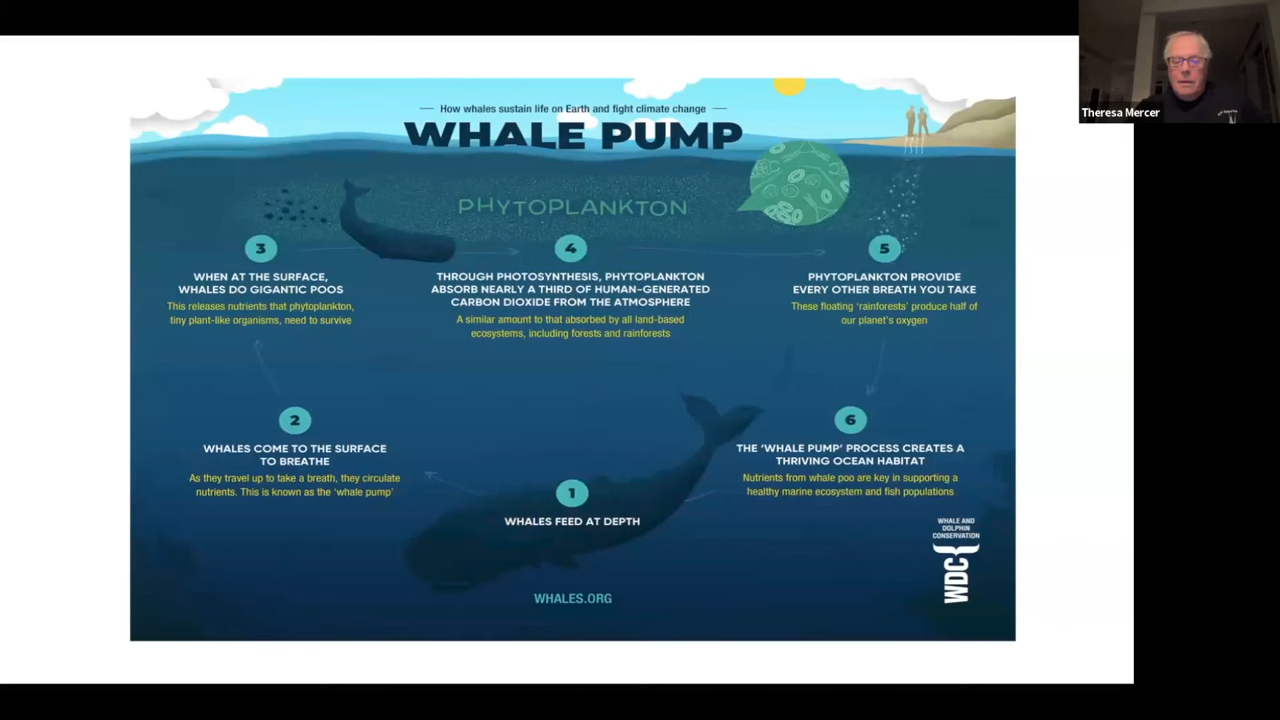 Theresa Mercer
How whales sustain life on Earth and fight climate change
WHALE PUMP
PHYTOPLANKTON
3
WHEN AT THE SURFACE,
WHALES DO GIGANTIC POOS
This releases nutrients that phytoplankton,
tiny plant-like organisms, need to survive
4
THROUGH PHOTOSYNTHESIS, PHYTOPLANKTON
ABSORB NEARLY A THIRD OF HUMAN-GENERATED
CARBON DIOXIDE FROM THE ATMOSPHERE
A similar amount to that absorbed by all land-based
ecosystems, including forests and rainforests
5
PHYTOPLANKTON PROVIDE
EVERY OTHER BREATH YOU TAKE
These floating 'rainforests' produce half of
our planet's oxygen
2
WHALES COME TO THE SURFACE
TO BREATHE
As they travel up to take a breath, they circulate
nutrients. This is known as the 'whale pump'
1
WHALES FEED AT DEPTH
6
THE 'WHALE PUMP' PROCESS CREATES A
THRIVING OCEAN HABITAT
Nutrients from whale poo are key in supporting a
healthy marine ecosystem and fish populations
WHALE AND
DOLPHIN
CONSERVATION
WDC
WHALES.ORG